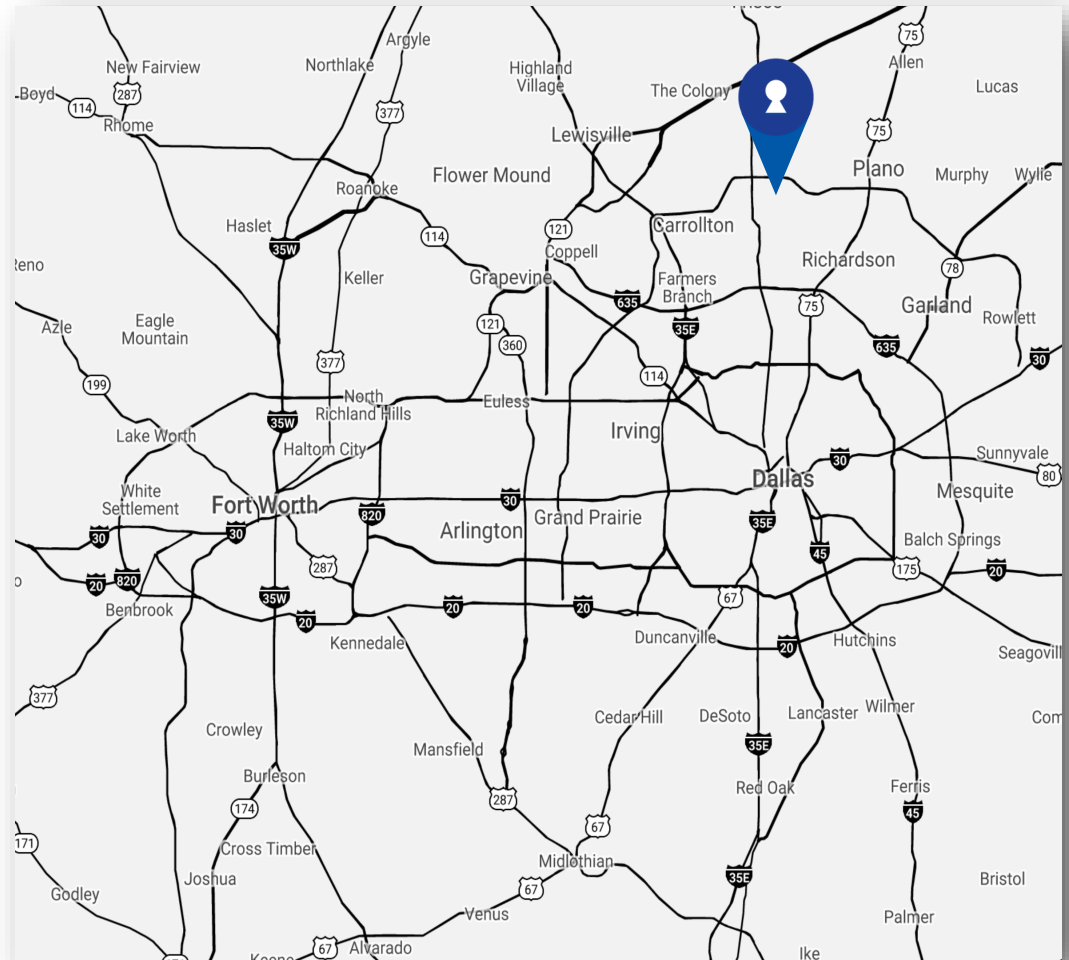 Argyle
75
New Fairview
Northlake
Highland
Village
Allen
Lucas
Boyd
114
287
377
The Colony
Rhome
Lewisville
75
Flower Mound
Plano
Murphy
Wylie
Roanoke
Haslet
35W
114
121
Carrollton
Coppell
Richardson
78
Keller
Grapevine
635
Farmers
Branch
75
Garland
Rowlett
Azle
Eagle
Mountain
121
360
35E
635
30
377
114
199
North
Richland Hills
Euless
35W
Lake Worth
Haltom City
Irving
30
Sunnyvale
80
White
Settlement
Fort Worth
30
Dallas
Mesquite
30
30
820
Arlington
Grand Prairie
35E
45
Balch Springs
20
820
287
175
20
Benbrook
35W
20
20
20
67
Kennedale
Duncanville
20
Hutchins
377
Crowley
Mansfield
Cedar Hill
DeSoto
35E
Lancaster
Wilmer
Burleson
174
287
67
Red Oak
Ferris
45
171
Cross Timber
Midlothian
35E
Godley
Joshua
67
Bristol
Venus
Palmer
67
Alvarado
Ike